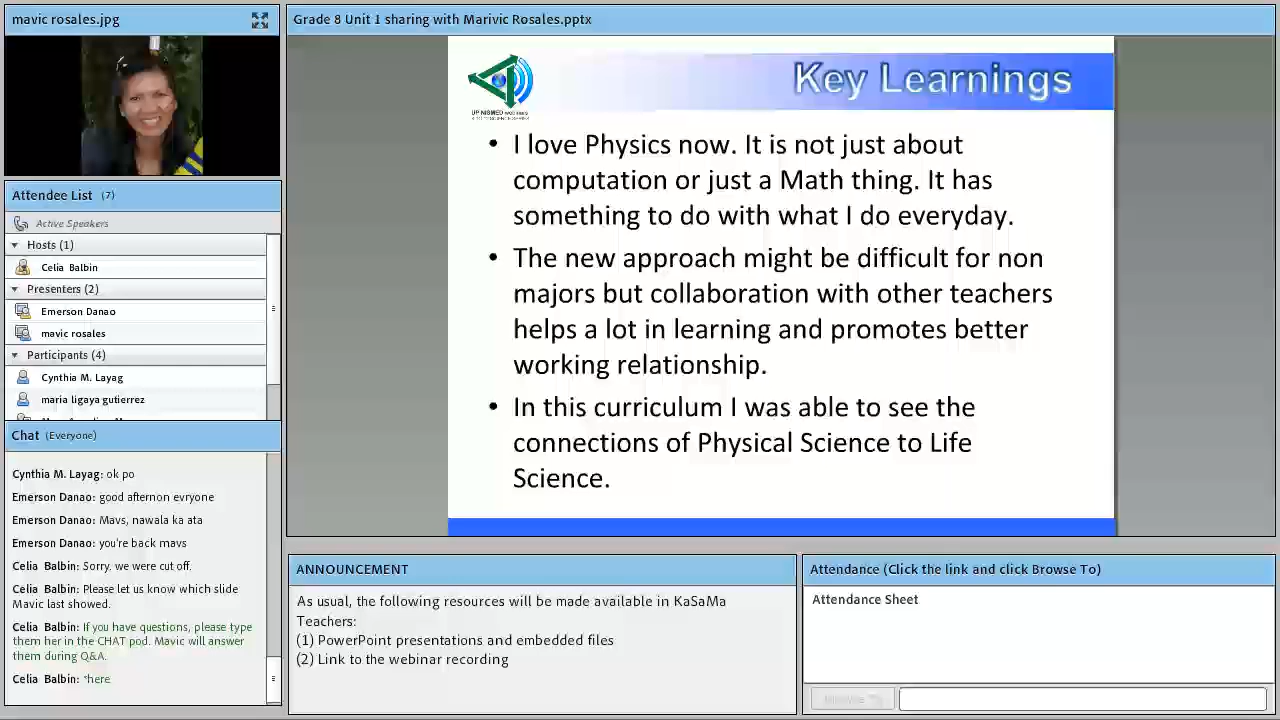 mavic rosales.jpg
Attendee List (7)
Active Speakers
Hosts (1)
Celia Balbin
Presenters (2)
Emerson Danao
mavic rosales
Participants (4)
Cynthia M. Layag
maria ligaya gutierrez
Chat (Everyone)
Cynthia M. Layag: ok po
Emerson Danao: good afternon evryone
Emerson Danao: Mavs, nawala ka ata
Emerson Danao: you're back mavs
Celia Balbin: Sorry, we were cut off.
Celia Balbin: Please let us know which slide
Mavic last showed.
Celia Balbin: If you have questions, please type
them her in the CHAT pod. Mavic will answer
them during Q&A.
Celia Balbin: *here
Grade 8 Unit 1 sharing with Marivic Rosales.pptx
UP NISMED webinars
Key Learnings
• I love Physics now. It is not just about
computation or just a Math thing. It has
something to do with what I do everyday.
• The new approach might be difficult for non
majors but collaboration with other teachers
helps a lot in learning and promotes better
working relationship.
• In this curriculum I was able to see the
connections of Physical Science to Life
Science.
ANNOUNCEMENT
As usual, the following resources will be made available in KaSaMa
Teachers:
(1) PowerPoint presentations and embedded files
(2) Link to the webinar recording
Attendance (Click the link and click Browse To)
Attendance Sheet